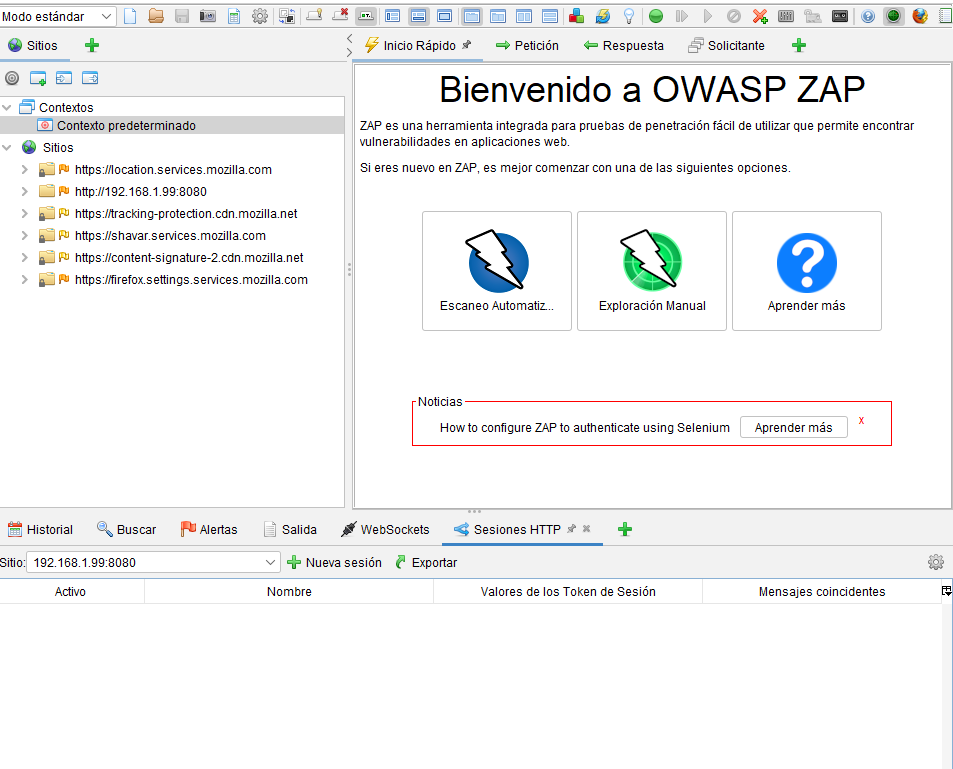 Modo estándar
Sitios
Inicio Rápido
Petición
Respuesta
Solicitante
Contextos
Contexto predeterminado
Sitios
https://location.services.mozilla.com
http://192.168.1.99:8080
https://tracking-protection.cdn.mozilla.net
https://shavar.services.mozilla.com
https://content-signature-2.cdn.mozilla.net
https://firefox.settings.services.mozilla.com
Bienvenido a OWASP ZAP
ZAP es una herramienta integrada para pruebas de penetración fácil de utilizar que permite encontrar
vulnerabilidades en aplicaciones web.
Si eres nuevo en ZAP, es mejor comenzar con una de las siguientes opciones.
Escaneo Automatiz...
Exploración Manual
Aprender más
Noticias
How to configure ZAP to authenticate using Selenium
Aprender más
x
Historial
Buscar
Alertas
Salida
WebSockets
Sesiones HTTP
Sitio: 192.168.1.99:8080
Nueva sesión
Exportar
Activo
Nombre
Valores de los Token de Sesión
Mensajes coincidentes